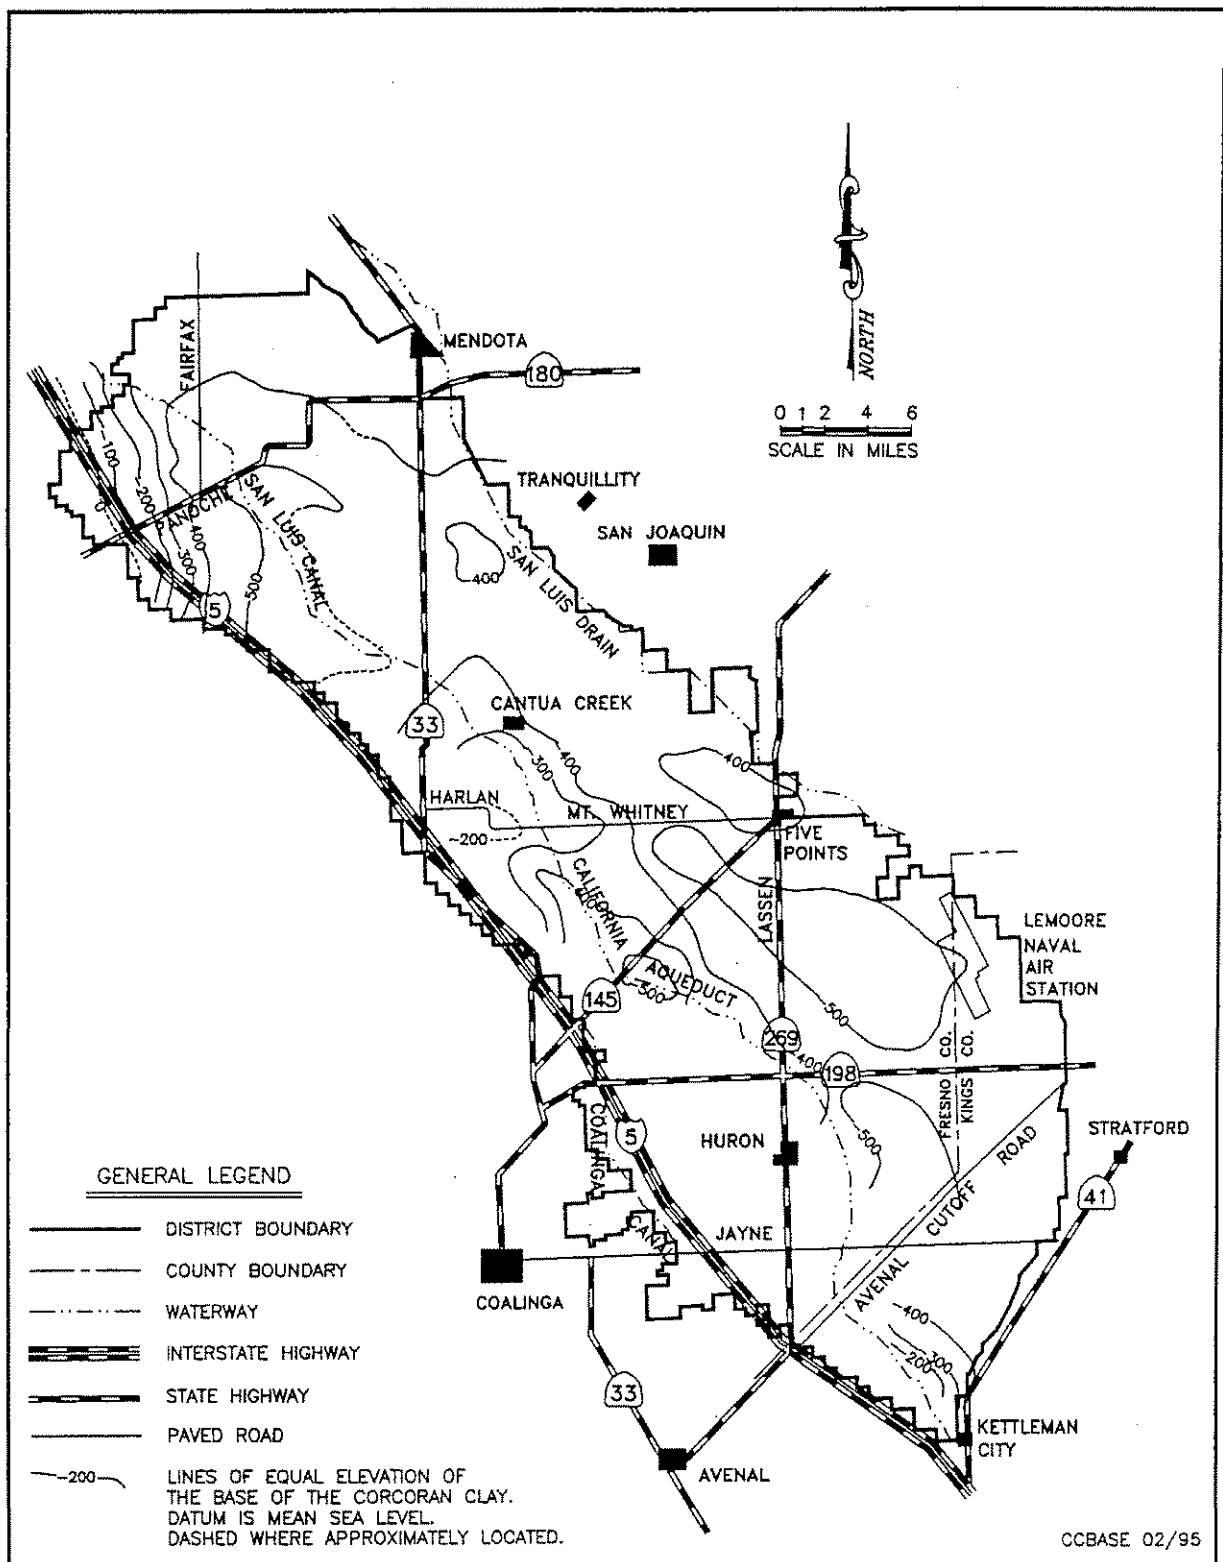 NORTH
0 1 2 4 6
SCALE IN MILES
FAIRFAX
MENDOTA
180
TRANQUILLITY
SAN JOAQUIN
-100
-200
-300
-400
-500
0
PANOCHE
SAN LUIS CANAL
SAN LUIS DRAIN
-400
5
CANTUA CREEK
33
-300
-400
-400
HARLAN
MT. WHITNEY
-200
FIVE
POINTS
CALIFORNIA
AQUEDUCT
LASSEN
LEMOORE
NAVAL
AIR
STATION
145
-500
-500
269
-400
198
FRESNO CO.
KINGS CO.
COALINGA
CANAL
5
HURON
-500
STRATFORD
41
AVENAL CUTOFF ROAD
JAYNE
COALINGA
-400
-300
-200
33
AVENAL
KETTLEMAN
CITY
GENERAL LEGEND
DISTRICT BOUNDARY
COUNTY BOUNDARY
WATERWAY
INTERSTATE HIGHWAY
STATE HIGHWAY
PAVED ROAD
-200
LINES OF EQUAL ELEVATION OF
THE BASE OF THE CORCORAN CLAY.
DATUM IS MEAN SEA LEVEL.
DASHED WHERE APPROXIMATELY LOCATED.
CCBASE 02/95